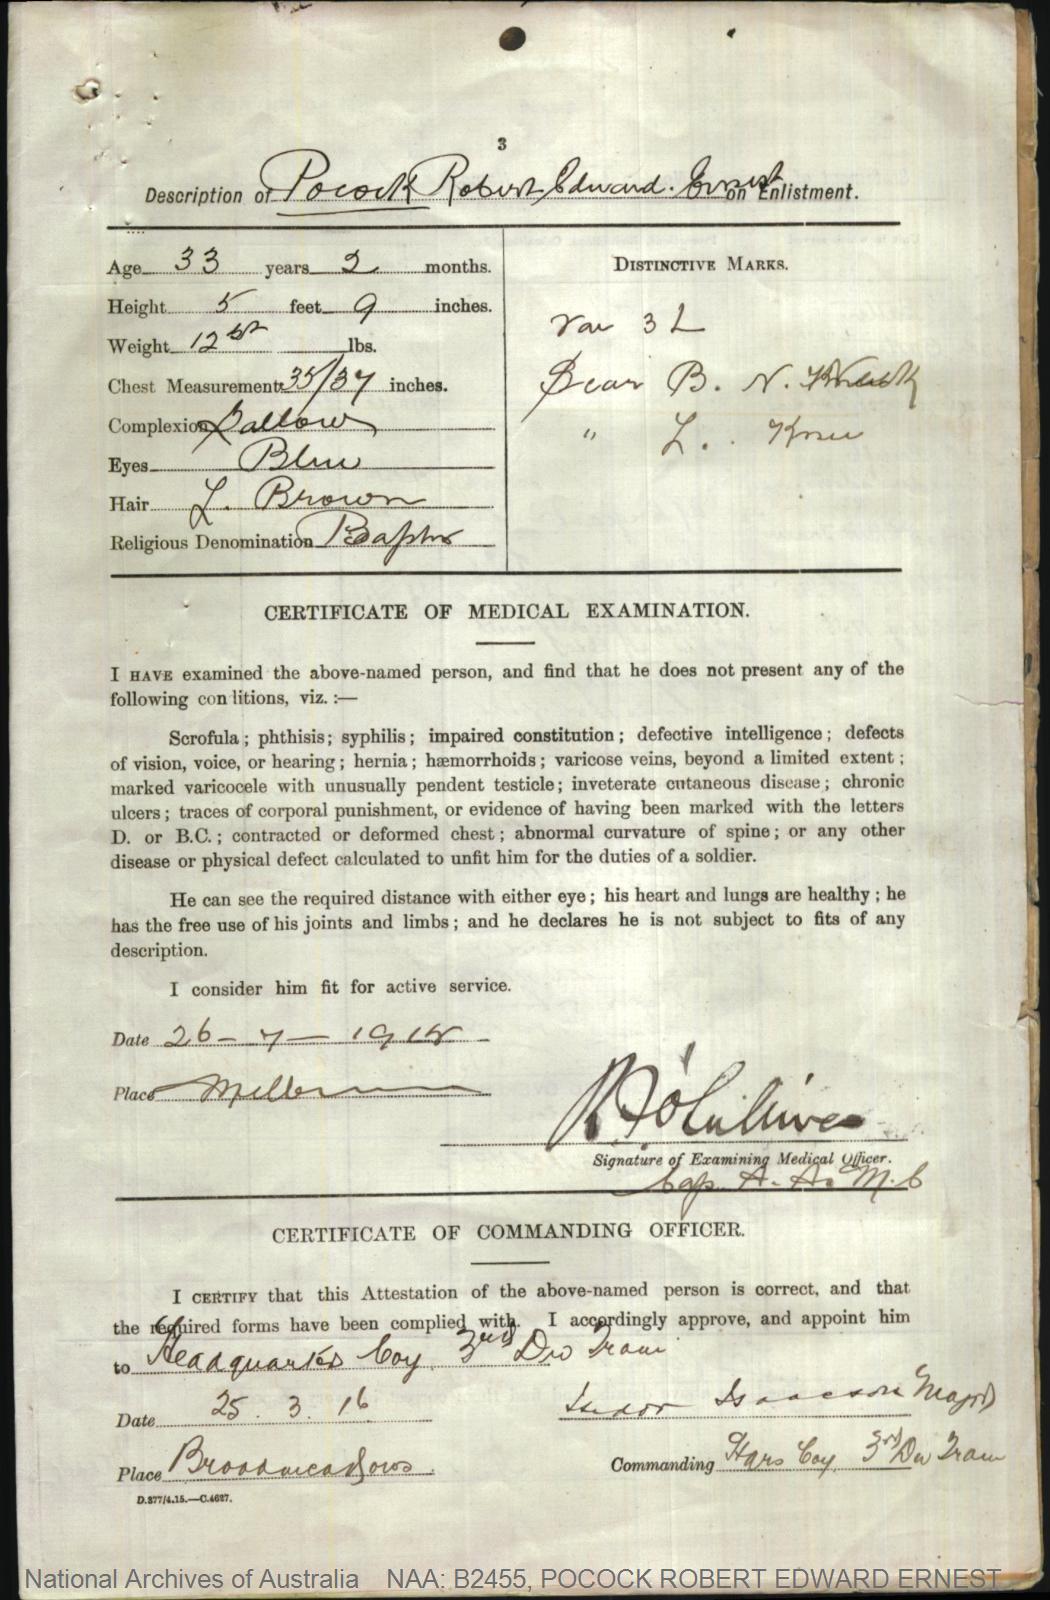 3
Description of Pocock Robert Edward Ernest on Enlistment.
Age 33 years 2 months.
Height 5 feet 9 inches.
Weight 12 st lbs.
Chest Measurement 35/37 inches.
Complexion Sallow
Eyes Blue
Hair L. Brown
Religious Denomination Baptis
DISTINCTIVE MARKS.
Vac 3 L
Scar B. N.
" L. Knee
CERTIFICATE OF MEDICAL EXAMINATION.
I HAVE examined the above-named person, and find that he does not present any of the
following conditions, viz. :—
Scrofula ; phthisis ; syphilis ; impaired constitution ; defective intelligence ; defects
of vision, voice, or hearing ; hernia ; hæmorrhoids ; varicose veins, beyond a limited extent ;
marked varicocele with unusually pendent testicle ; inveterate cutaneous disease ; chronic
ulcers ; traces of corporal punishment, or evidence of having been marked with the letters
D. or B.C. ; contracted or deformed chest ; abnormal curvature of spine ; or any other
disease or physical defect calculated to unfit him for the duties of a soldier.
He can see the required distance with either eye ; his heart and lungs are healthy ; he
has the free use of his joints and limbs ; and he declares he is not subject to fits of any
description.
I consider him fit for active service.
Date 26 – 7 – 1915
Place Melb
Signature of Examining Medical Officer.
Cap A. A. M. C
CERTIFICATE OF COMMANDING OFFICER.
I CERTIFY that this Attestation of the above-named person is correct, and that
the required forms have been complied with. I accordingly approve, and appoint him
to Headquarters Coy. 3rd Div Train
Date 25. 3. 16
Isidor Isaacson Major
Place Broadmeadows
Commanding Hqrs Coy. 3rd Div Train
D.377/4.15.—C.4627.
National Archives of Australia NAA: B2455, POCOCK ROBERT EDWARD ERNEST